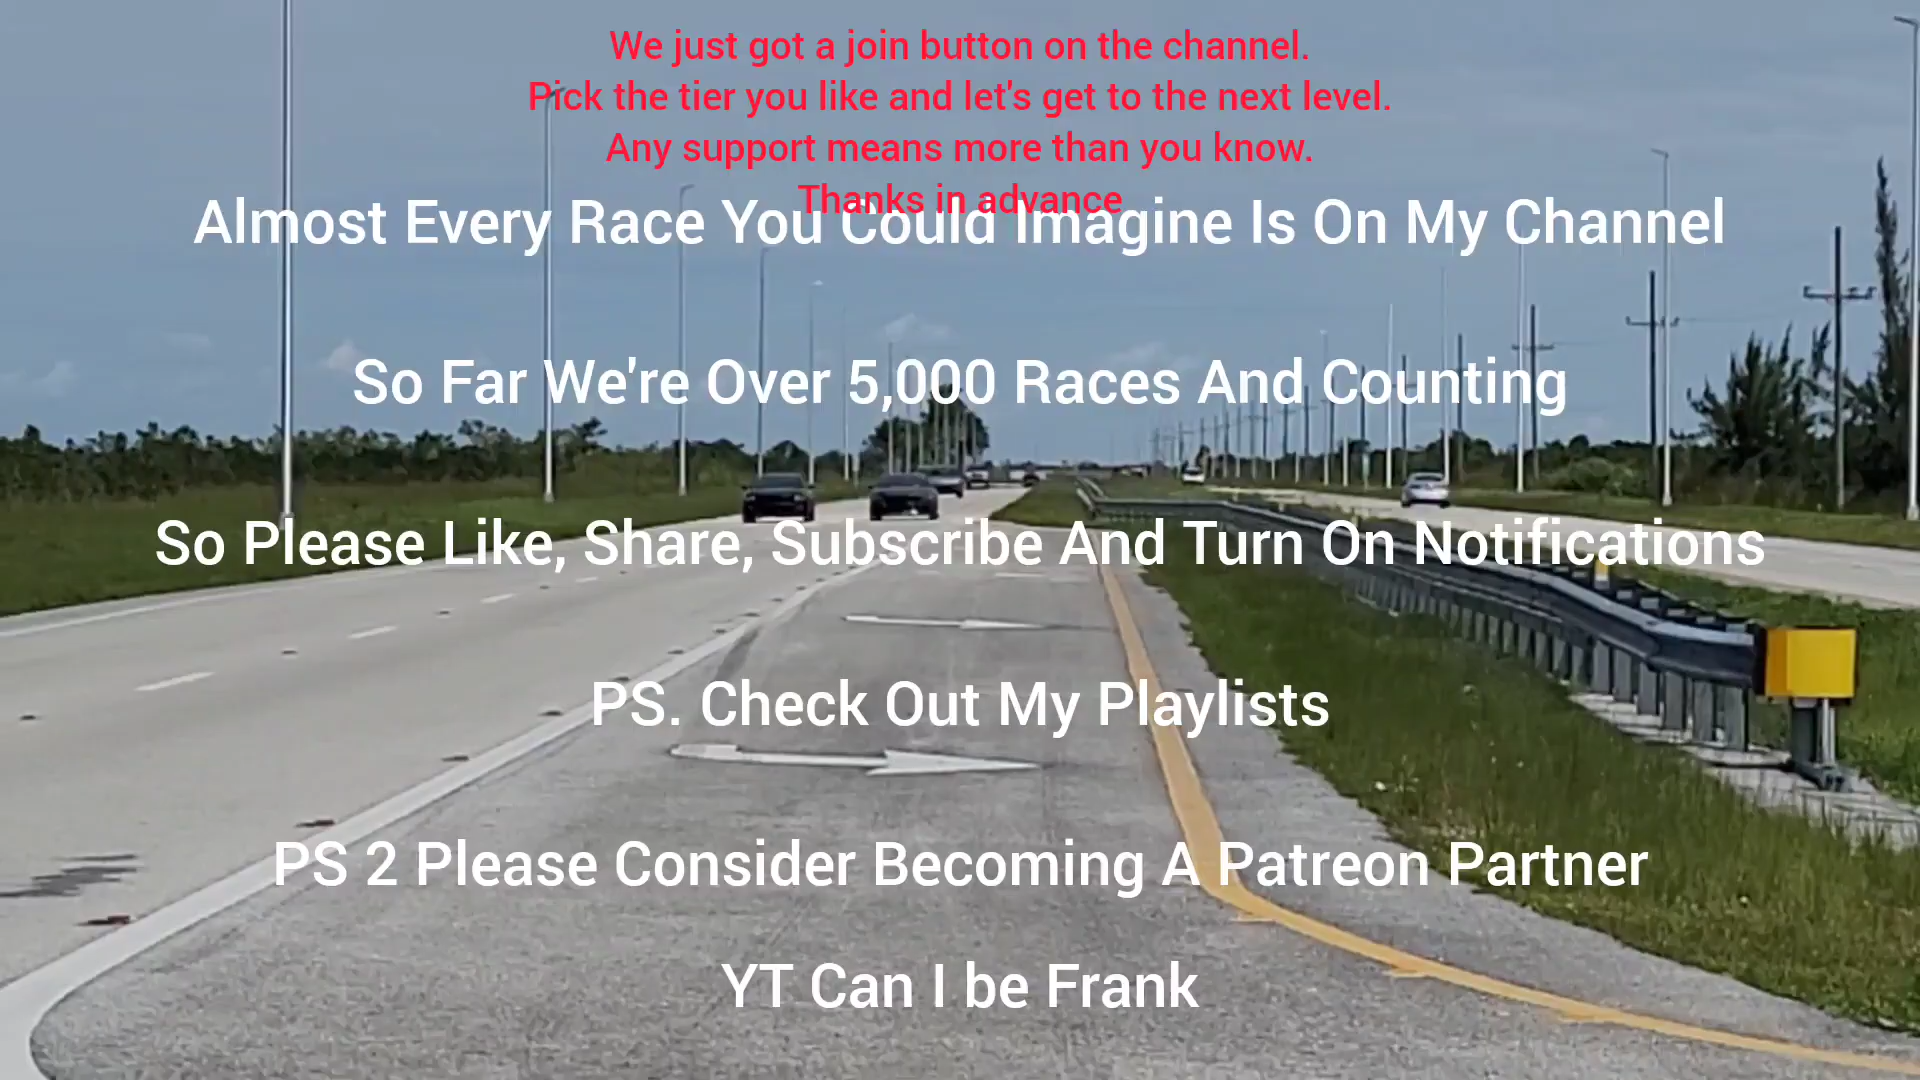 We just got a join button on the channel.
Pick the tier you like and let's get to the next level.
Any support means more than you know.
Thanks in advance
Almost Every Race You Could Imagine Is On My Channel
So Far We're Over 5,000 Races And Counting
So Please Like, Share, Subscribe And Turn On Notifications
PS. Check Out My Playlists
PS 2 Please Consider Becoming A Patreon Partner
YT Can I be Frank